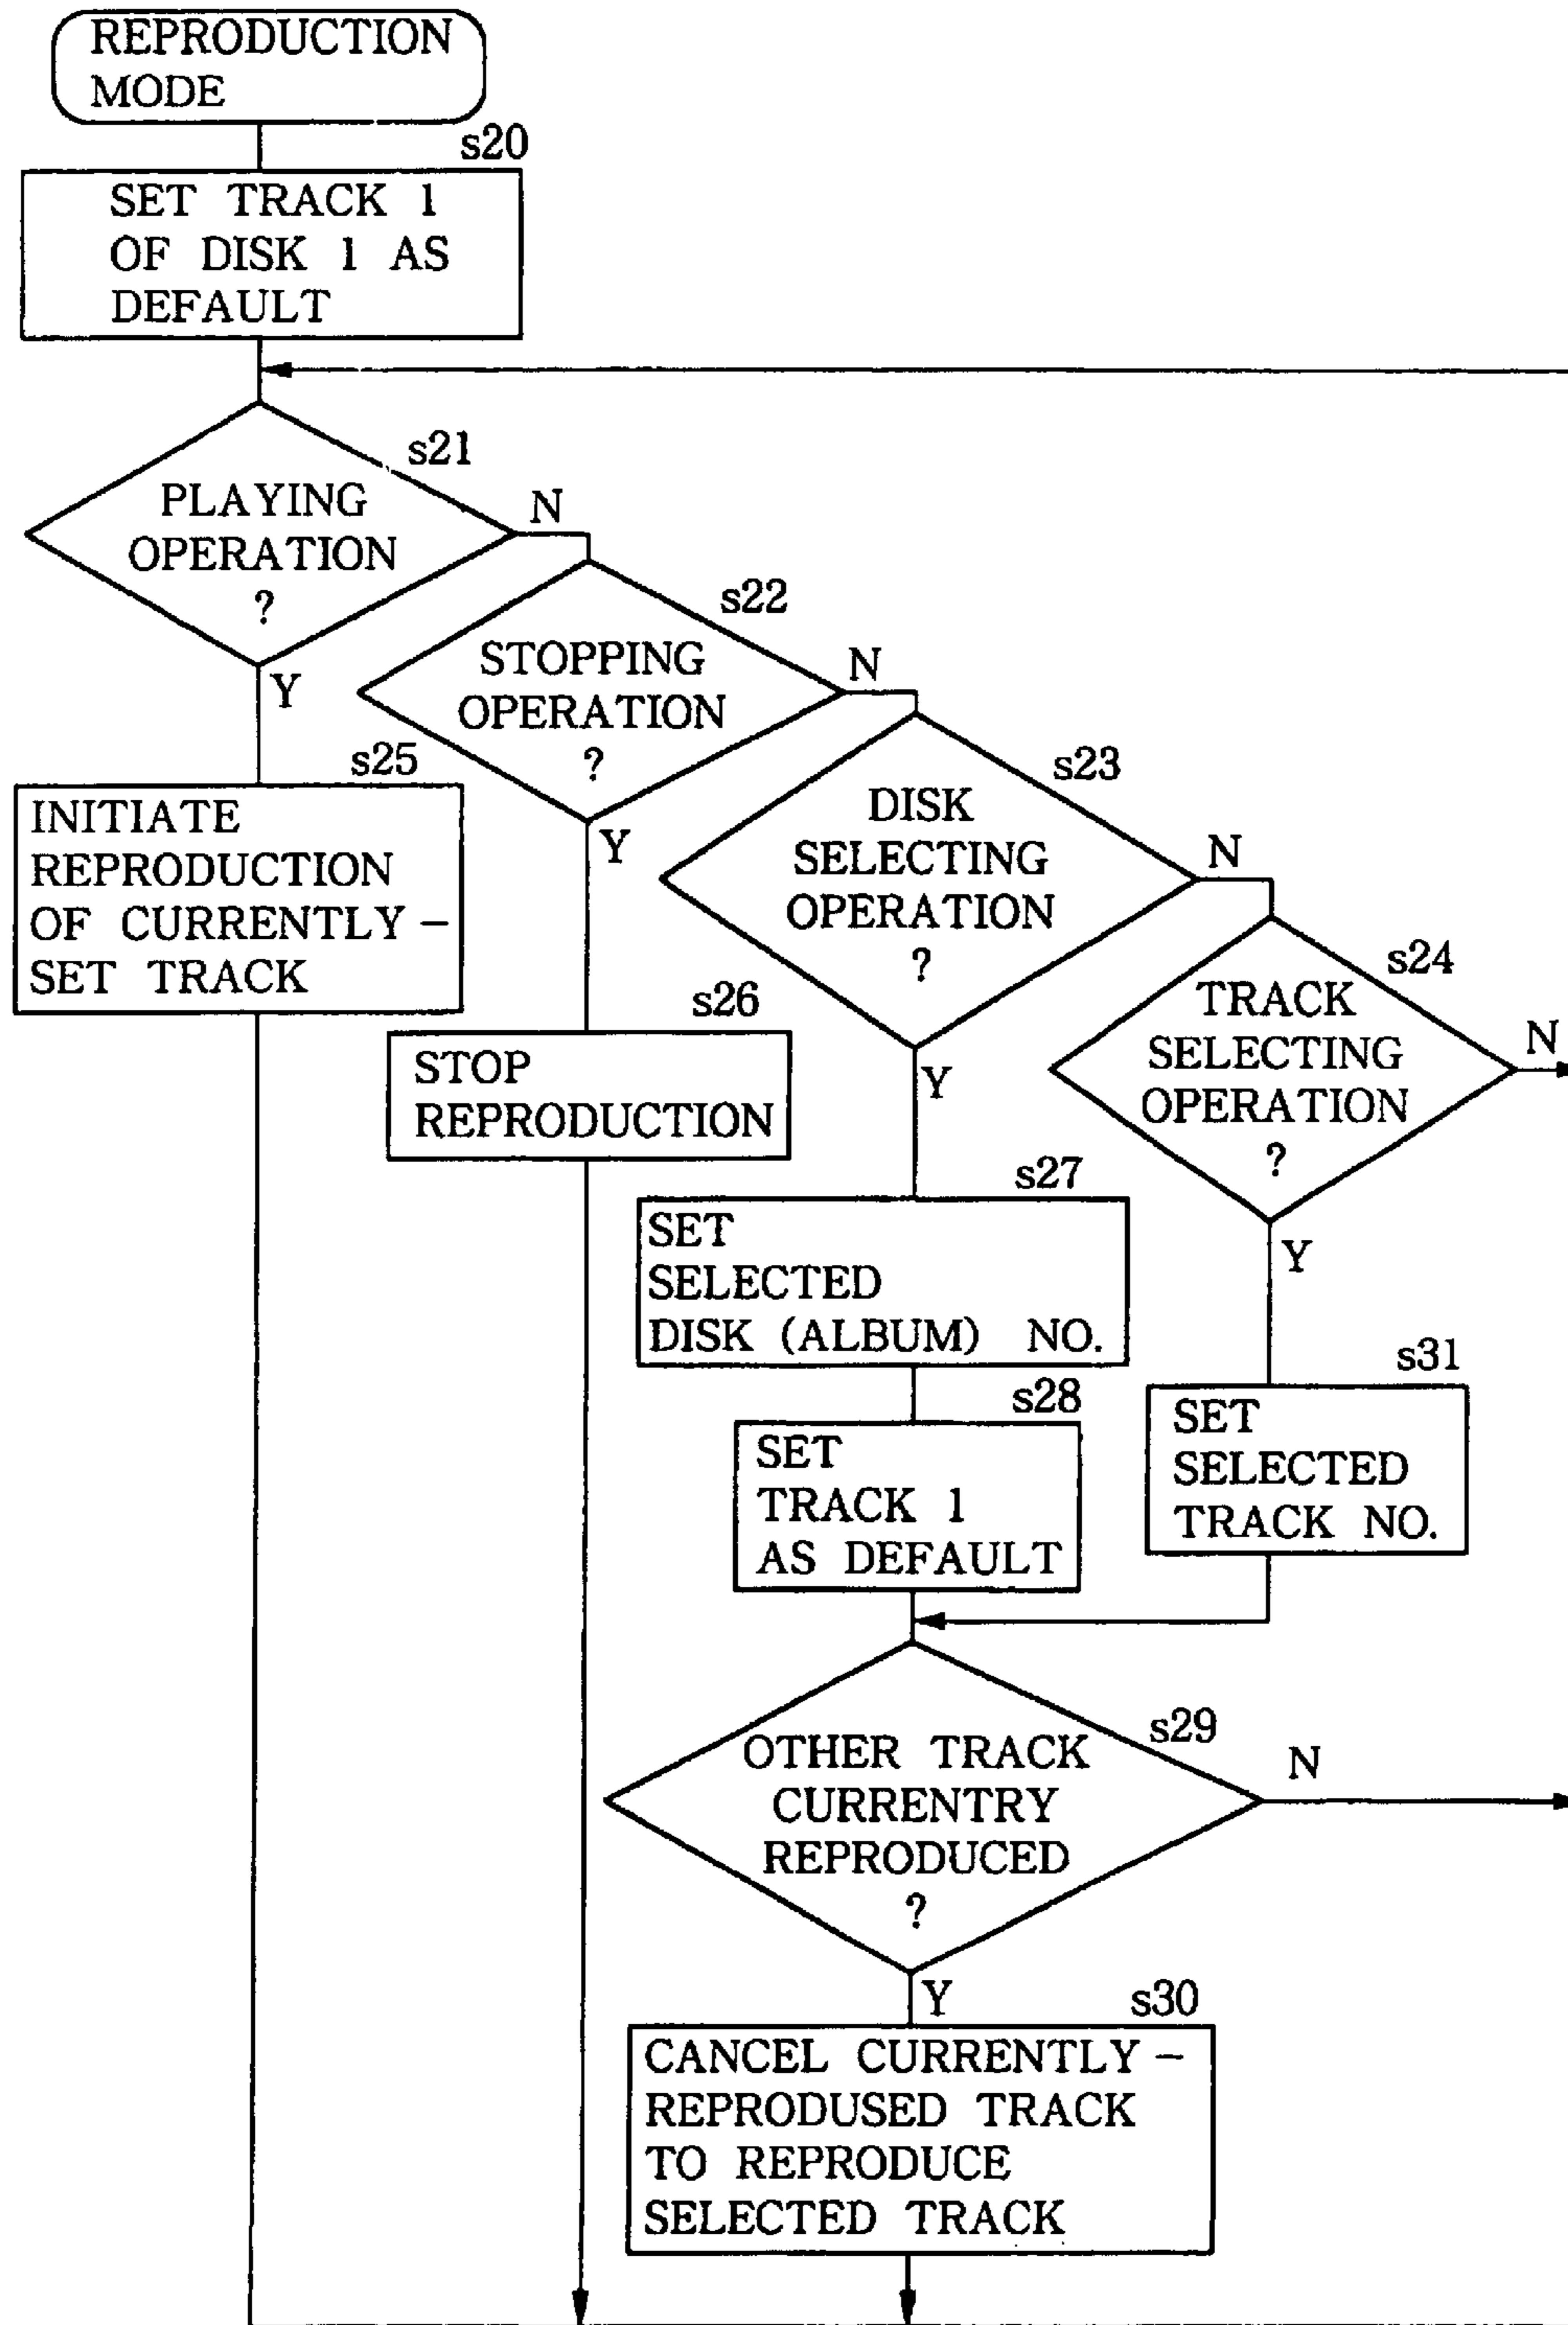 REPRODUCTION
MODE
s20
SET TRACK 1
OF DISK 1 AS
DEFAULT
s21
PLAYING
OPERATION
?
N
Y
s22
STOPPING
OPERATION
?
N
Y
s23
DISK
SELECTING
OPERATION
?
N
Y
s24
TRACK
SELECTING
OPERATION
?
N
Y
s25
INITIATE
REPRODUCTION
OF CURRENTLY-
SET TRACK
s26
STOP
REPRODUCTION
s27
SET
SELECTED
DISK (ALBUM) NO.
s28
SET
TRACK 1
AS DEFAULT
s31
SET
SELECTED
TRACK NO.
s29
OTHER TRACK
CURRENTRY
REPRODUCED
?
N
Y
s30
CANCEL CURRENTLY-
REPRODUSED TRACK
TO REPRODUCE
SELECTED TRACK